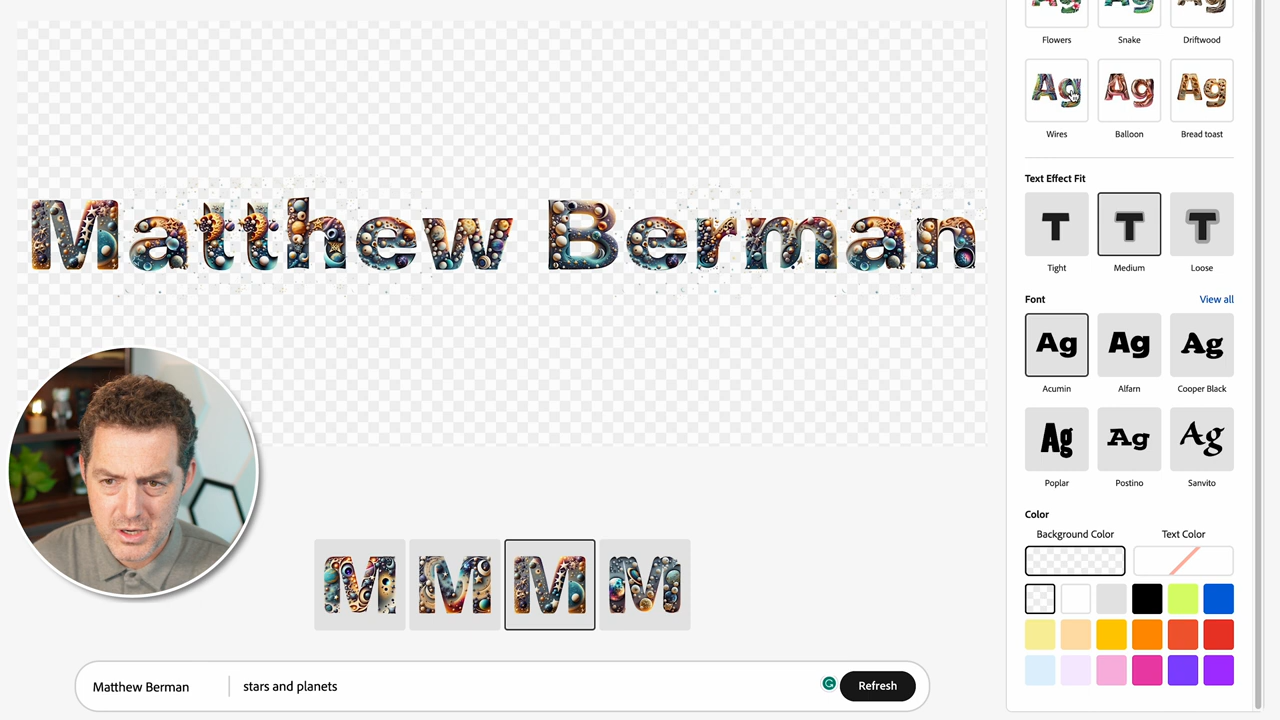 Flowers Snake Driftwood
Ag Ag Ag
Wires Balloon Bread toast
Matthew Berman
Text Effect Fit
T T T
Tight Medium Loose
Font View all
Ag Ag Ag
Acumin Alfarn Cooper Black
Ag Ag Ag
Poplar Postino Sanvito
Color
Background Color Text Color
M M M M
Matthew Berman stars and planets Refresh